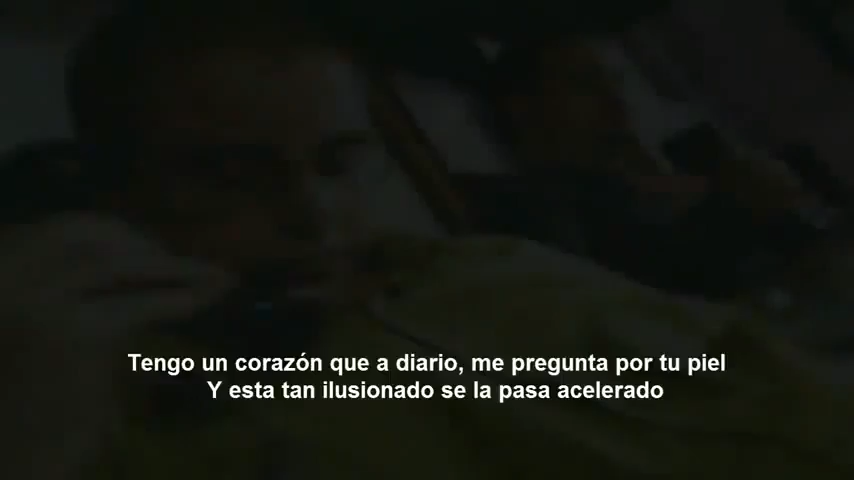 Tengo un corazón que a diario, me pregunta por tu piel
Y esta tan ilusionado se la pasa acelerado